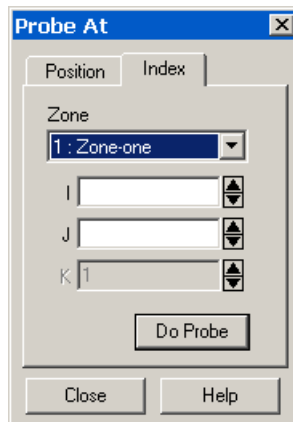 Probe At
Position Index
Zone
1 : Zone-one
I
J
K 1
Do Probe
Close Help